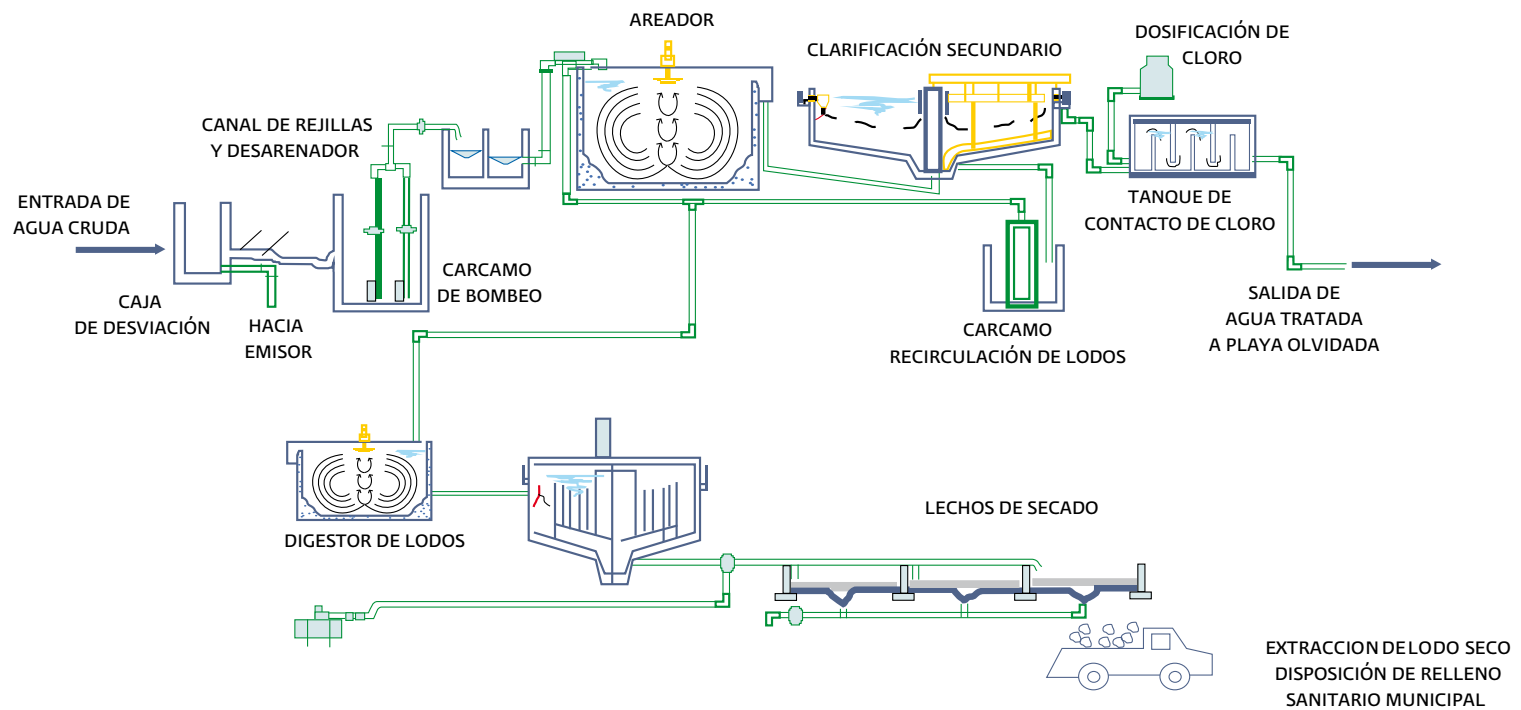 AREADOR
CLARIFICACIÓN SECUNDARIO
DOSIFICACIÓN DE
CLORO
CANAL DE REJILLAS
Y DESARENADOR
ENTRADA DE
AGUA CRUDA
TANQUE DE
CONTACTO DE CLORO
CAJA
DE DESVIACIÓN
HACIA
EMISOR
CARCAMO
DE BOMBEO
CARCAMO
RECIRCULACIÓN DE LODOS
SALIDA DE
AGUA TRATADA
A PLAYA OLVIDADA
DIGESTOR DE LODOS
LECHOS DE SECADO
EXTRACCION DE LODO SECO
DISPOSICIÓN DE RELLENO
SANITARIO MUNICIPAL